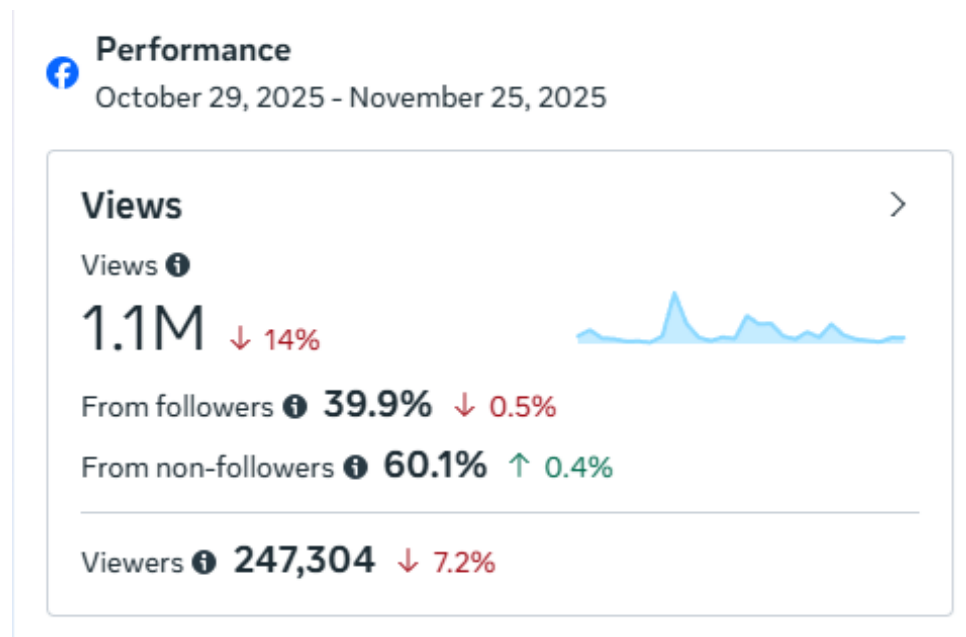 Performance
October 29, 2025 - November 25, 2025
Views
Views
1.1M ↓ 14%
From followers 39.9% ↓ 0.5%
From non-followers 60.1% ↑ 0.4%
Viewers 247,304 ↓ 7.2%